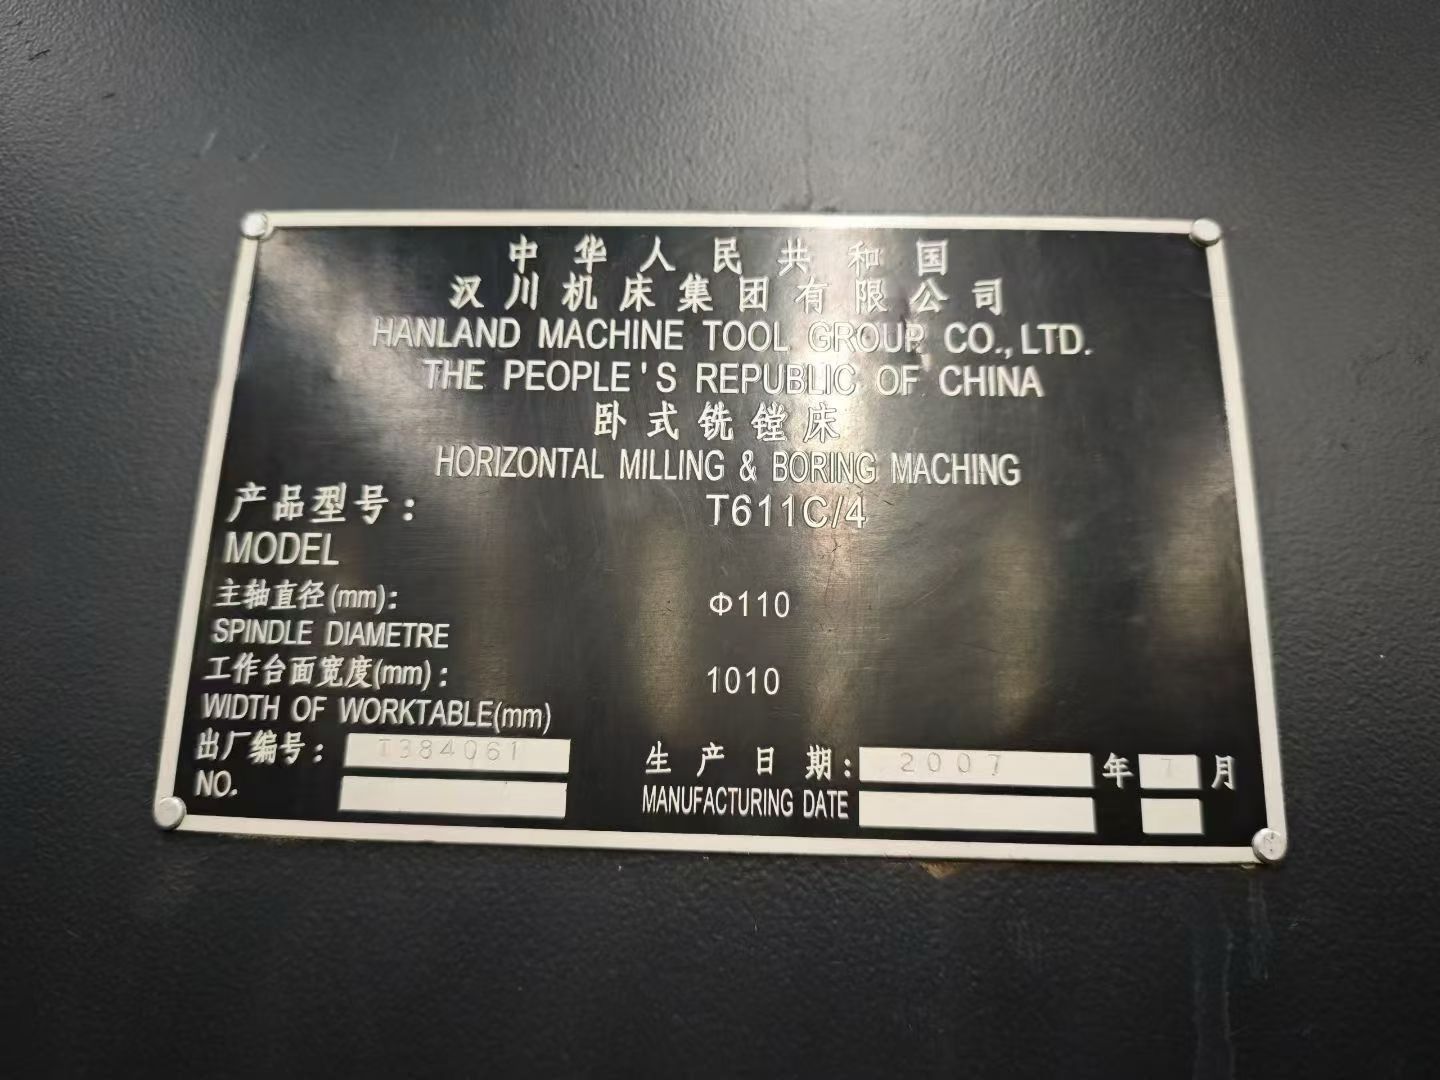 中华人民共和国
汉川机床集团有限公司
HANLAND MACHINE TOOL GROUP CO., LTD.
THE PEOPLE'S REPUBLIC OF CHINA
卧式铣镗床
HORIZONTAL MILLING & BORING MACHING
产品型号： T611C/4
MODEL
主轴直径(mm): Φ110
SPINDLE DIAMETRE
工作台面宽度(mm): 1010
WIDTH OF WORKTABLE(mm)
出厂编号： T384061 生产日期： 2007 年 7 月
NO. MANUFACTURING DATE